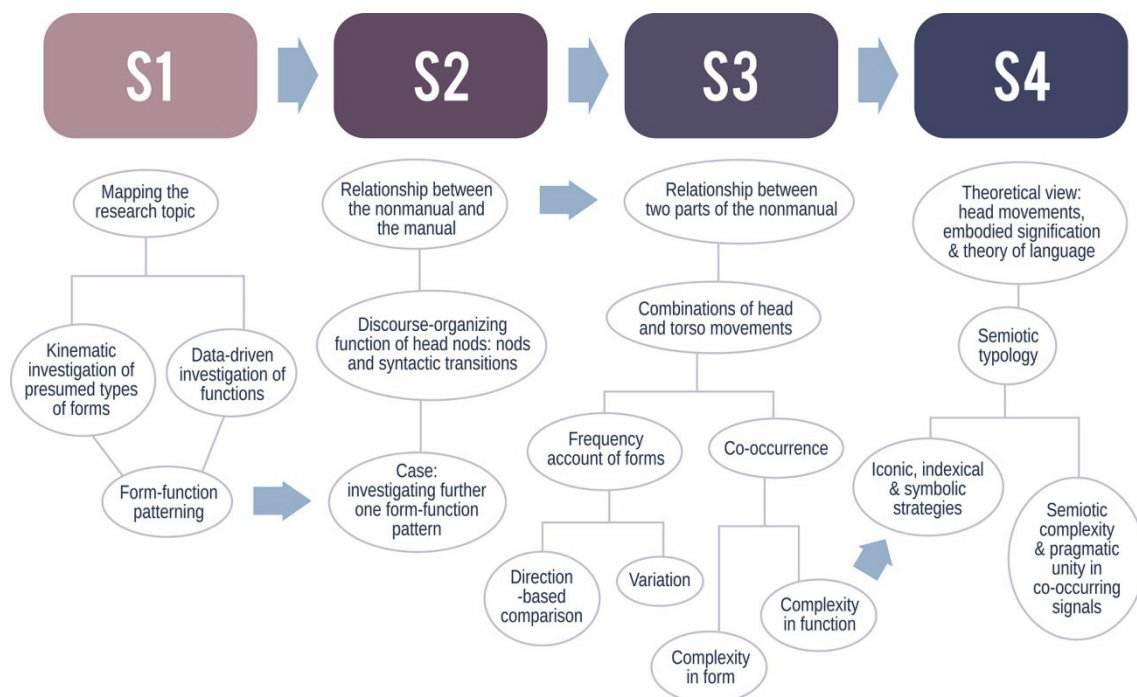 S1
S2
S3
S4
Mapping the
research topic
Kinematic
investigation of
presumed types
of forms
Data-driven
investigation of
functions
Form-function
patterning
Relationship between
the nonmanual and
the manual
Discourse-organizing
function of head nods: nods
and syntactic transitions
Case:
investigating further
one form-function
pattern
Relationship between
two parts of the nonmanual
Combinations of head
and torso movements
Frequency
account of forms
Co-occurrence
Direction
-based
comparison
Variation
Complexity
in form
Complexity
in function
Theoretical view:
head movements,
embodied signification
& theory of language
Semiotic
typology
Iconic, indexical
& symbolic
strategies
Semiotic
complexity
& pragmatic
unity in
co-occurring
signals